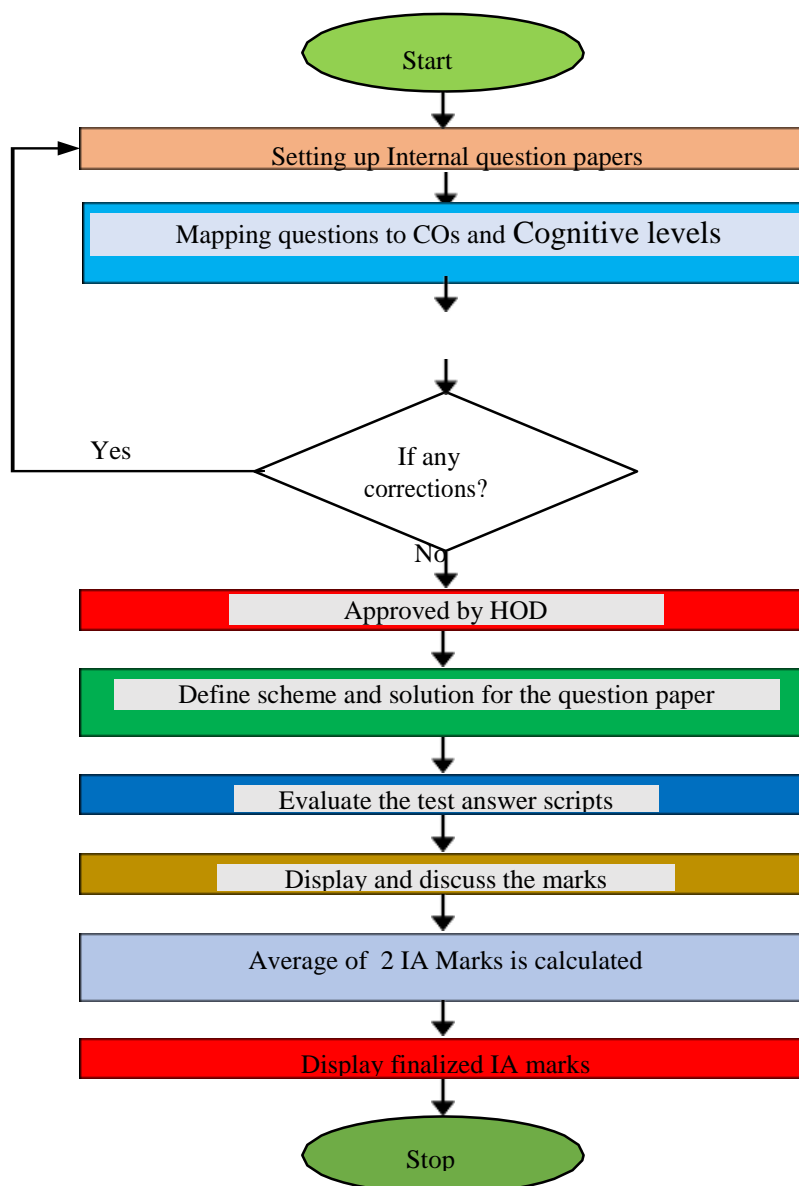 Start
Setting up Internal question papers
Mapping questions to COs and Cognitive levels
Yes
If any
corrections?
No
Approved by HOD
Define scheme and solution for the question paper
Evaluate the test answer scripts
Display and discuss the marks
Average of 2 IA Marks is calculated
Display finalized IA marks
Stop